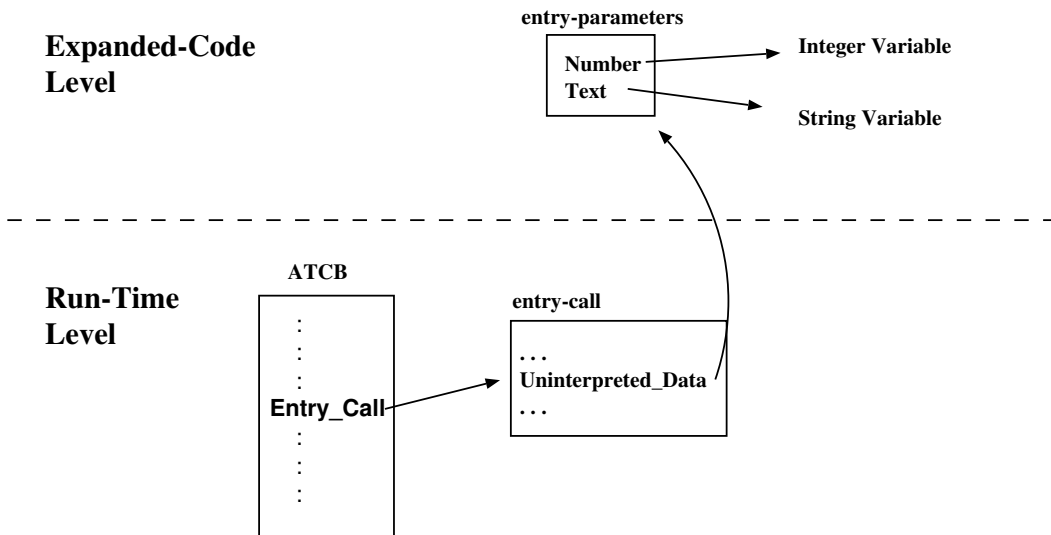 entry-parameters
Expanded-Code
Level
Number
Text
Integer Variable
String Variable
ATCB
Run-Time
Level
entry-call
:
:
:
Entry_Call
:
:
:
. . .
Uninterpreted_Data
. . .